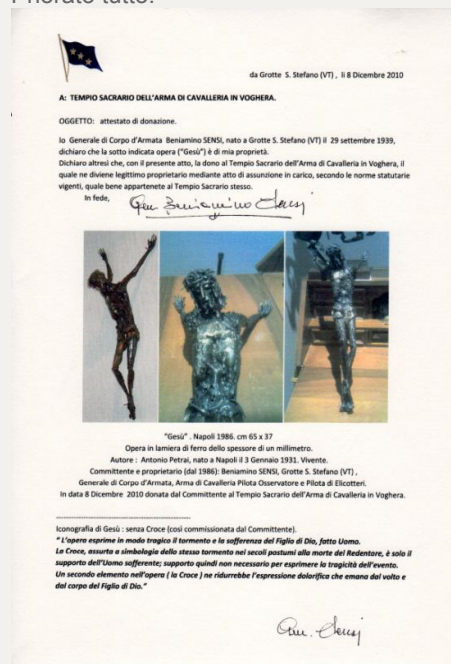 tutto.
da Grotte S. Stefano (VT) , li 8 Dicembre 2010
A: TEMPIO SACRARIO DELL'ARMA DI CAVALLERIA IN VOGHERA.
OGGETTO: attestato di donazione.
Io Generale di Corpo d'Armata Beniamino SENSI, nato a Grotte S. Stefano (VT) il 29 settembre 1939,
dichiaro che la sotto indicata opera ("Gesù") è di mia proprietà.
Dichiaro altresì che, con il presente atto, la dono al Tempio Sacrario dell'Arma di Cavalleria in Voghera, il
quale ne diviene legittimo proprietario mediante atto di assunzione in carico, secondo le norme statutarie
vigenti, quale bene appartenete al Tempio Sacrario stesso.
In fede,
Gen Beniamino Sensi
"Gesù" . Napoli 1986. cm 65 x 37
Opera in lamiera di ferro dello spessore di un millimetro.
Autore : Antonio Petrai, nato a Napoli il 3 Gennaio 1931. Vivente.
Committente e proprietario (dal 1986): Beniamino SENSI, Grotte S. Stefano (VT) ,
Generale di Corpo d'Armata, Arma di Cavalleria Pilota Osservatore e Pilota di Elicotteri.
In data 8 Dicembre 2010 donata dal Committente al Tempio Sacrario dell'Arma di Cavalleria in Voghera.
Iconografia di Gesù : senza Croce (così commissionata dal Committente).
" L'opera esprime in modo tragico il tormento e la sofferenza del Figlio di Dio, fatto Uomo.
La Croce, assurta a simbologia dello stesso tormento nei secoli postumi alla morte del Redentore, è solo il
supporto dell'Uomo sofferente; supporto quindi non necessario per esprimere la tragicità dell'evento.
Un secondo elemento nell'opera ( la Croce ) ne ridurrebbe l'espressione dolorifica che emana dal volto e
dal corpo del Figlio di Dio."
Gen. Sensi